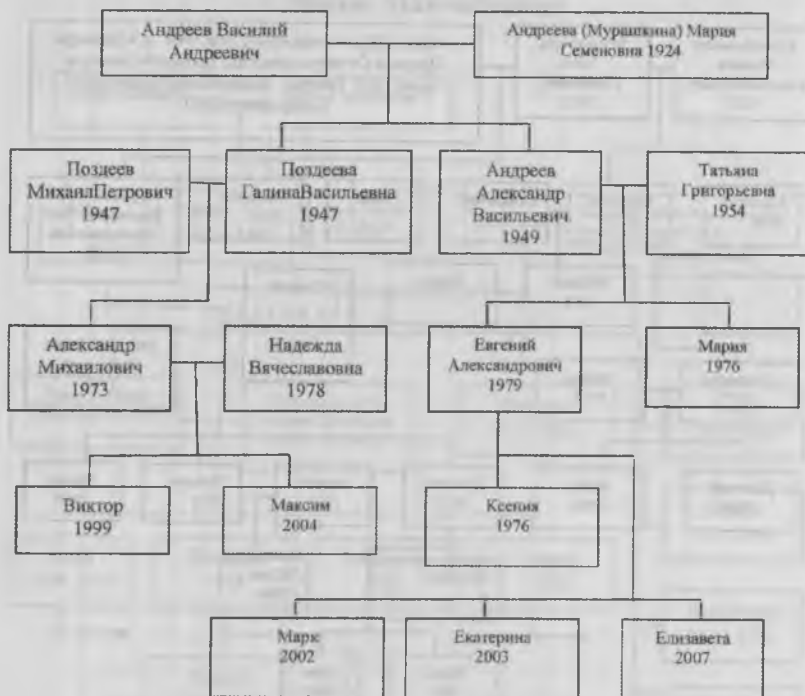 Андреев Василий
Андреевич
Андреева (Мурашкина) Мария
Семеновна 1924
Поздеев
МихаилПетрович
1947
Поздеева
ГалинаВасильевна
1947
Андреев
Александр
Васильевич
1949
Татьяна
Григорьевна
1954
Александр
Михаилович
1973
Надежда
Вячеславовна
1978
Евгений
Александрович
1979
Мария
1976
Виктор
1999
Максим
2004
Ксения
1976
Марк
2002
Екатерина
2003
Елизавета
2007